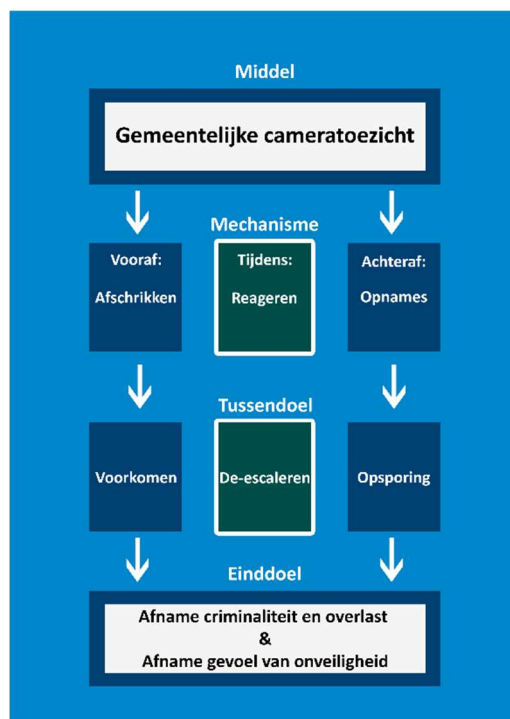 Middel
Gemeentelijke cameratoezicht
Mechanisme
Vooraf:
Afschrikken
Tijdens:
Reageren
Achteraf:
Opnames
Tussendoel
Voorkomen
De-escaleren
Opsporing
Einddoel
Afname criminaliteit en overlast
&
Afname gevoel van onveiligheid